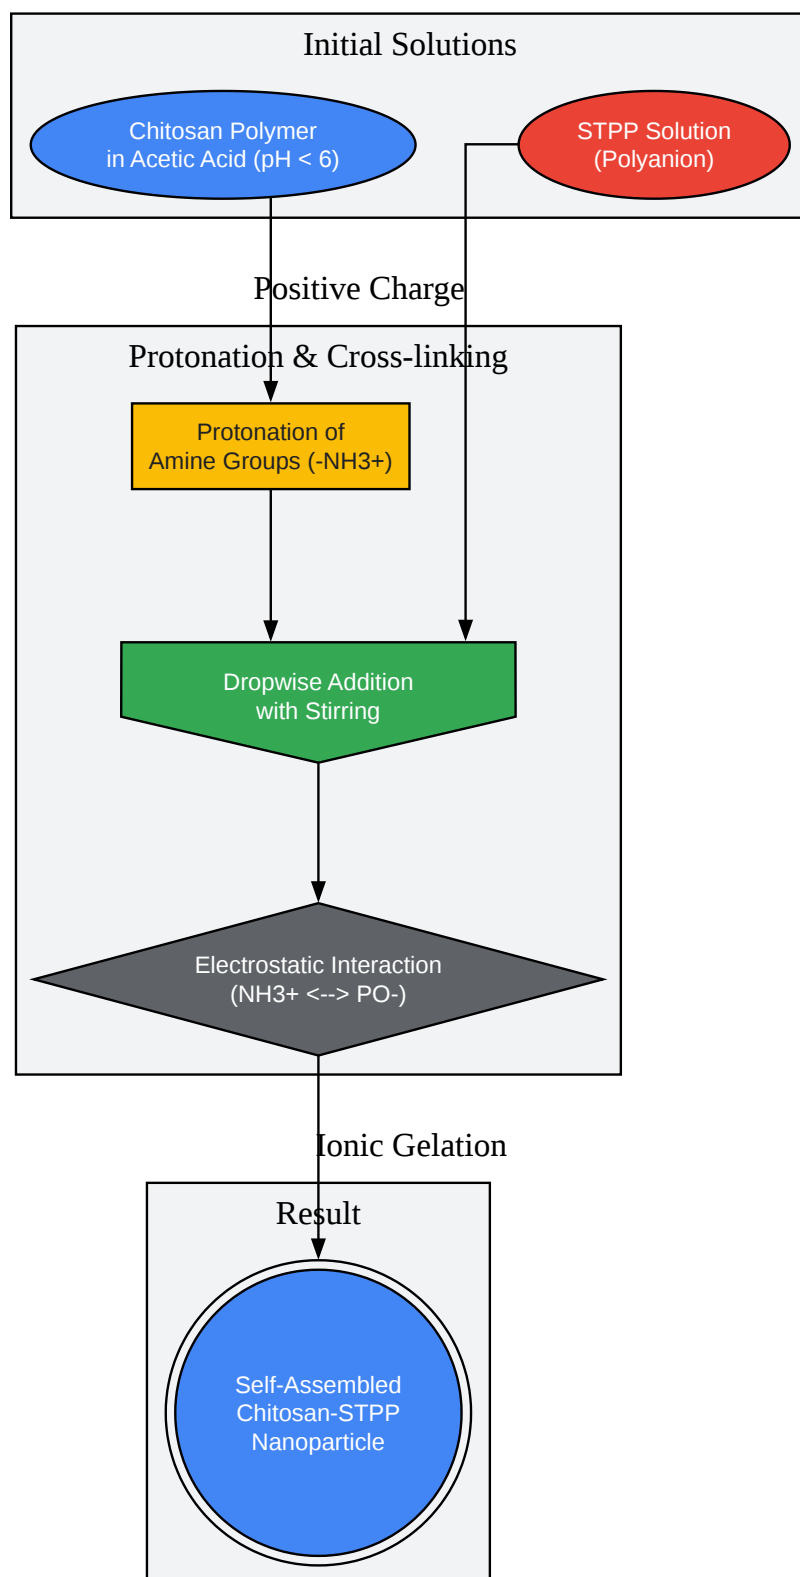 Initial Solutions
Chitosan Polymer
in Acetic Acid (pH < 6)
STPP Solution
(Polyanion)
Positive Charge
Protonation & Cross-linking
Protonation of
Amine Groups (-NH3+)
Dropwise Addition
with Stirring
Electrostatic Interaction
(NH3+ <--> PO-)
Ionic Gelation
Result
Self-Assembled
Chitosan-STPP
Nanoparticle